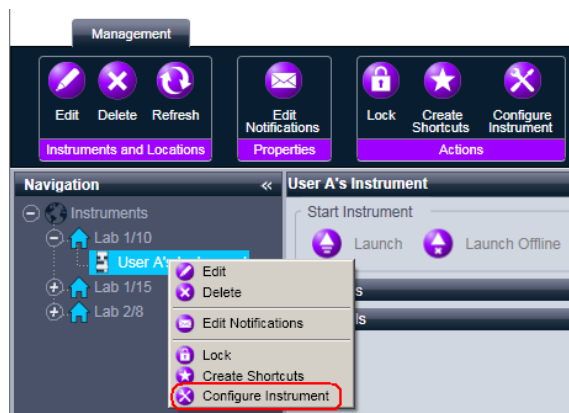 Management
Edit Delete Refresh
Edit Notifications
Lock
Create Shortcuts
Configure Instrument
Instruments and Locations
Properties
Actions
Navigation «
User A's Instrument
Instruments
Start Instrument
Lab 1/10
Launch
Launch Offline
User A's
Edit
Lab 1/15
Delete
Lab 2/8
Edit Notifications
Lock
Create Shortcuts
Configure Instrument